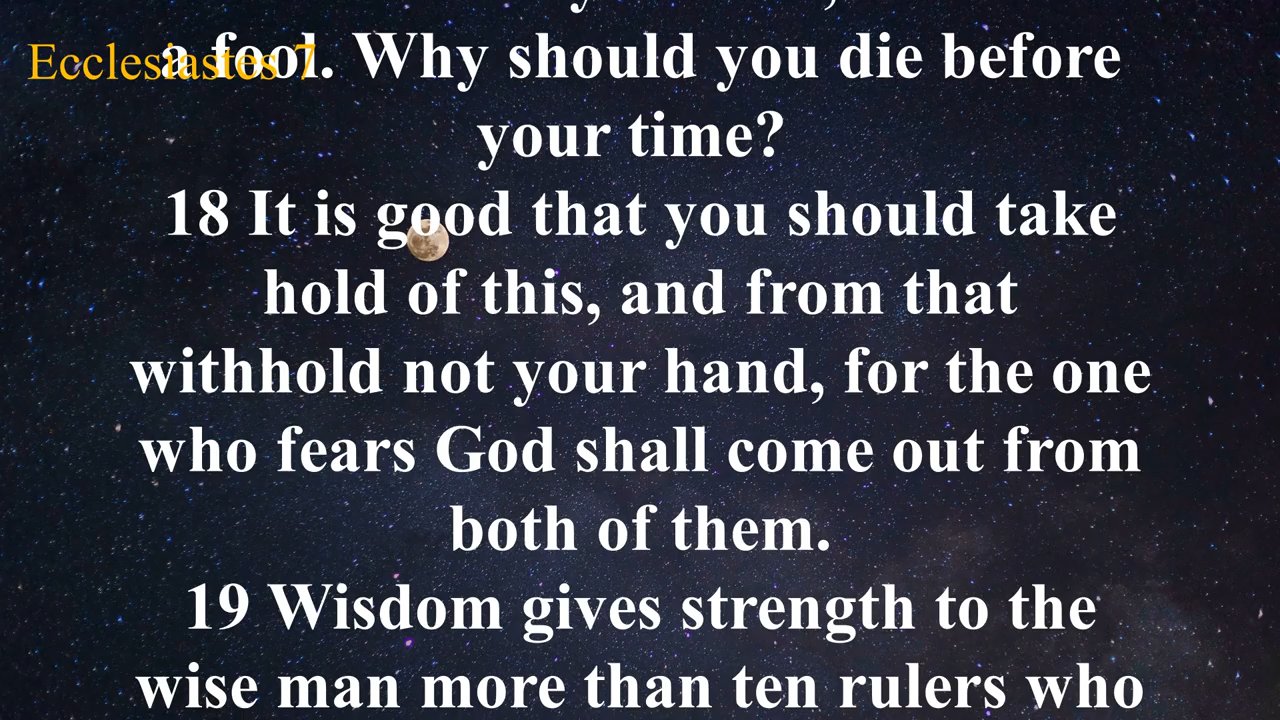 Ecclesiastes 7
a fool. Why should you die before
your time?
18 It is good that you should take
hold of this, and from that
withhold not your hand, for the one
who fears God shall come out from
both of them.
19 Wisdom gives strength to the
wise man more than ten rulers who